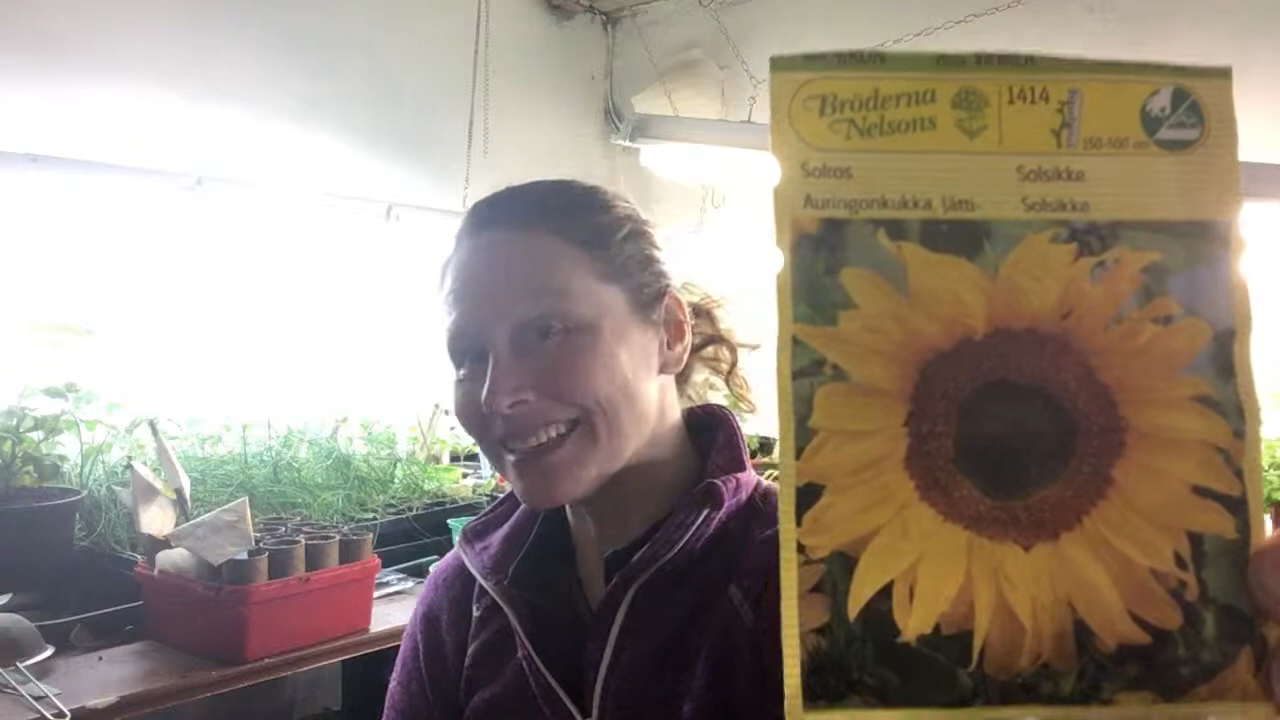 Bröderna
Nelsons
1414
150-500 cm
Solros
Solsikke
Auringonkukka, Jätti-
Solsikke